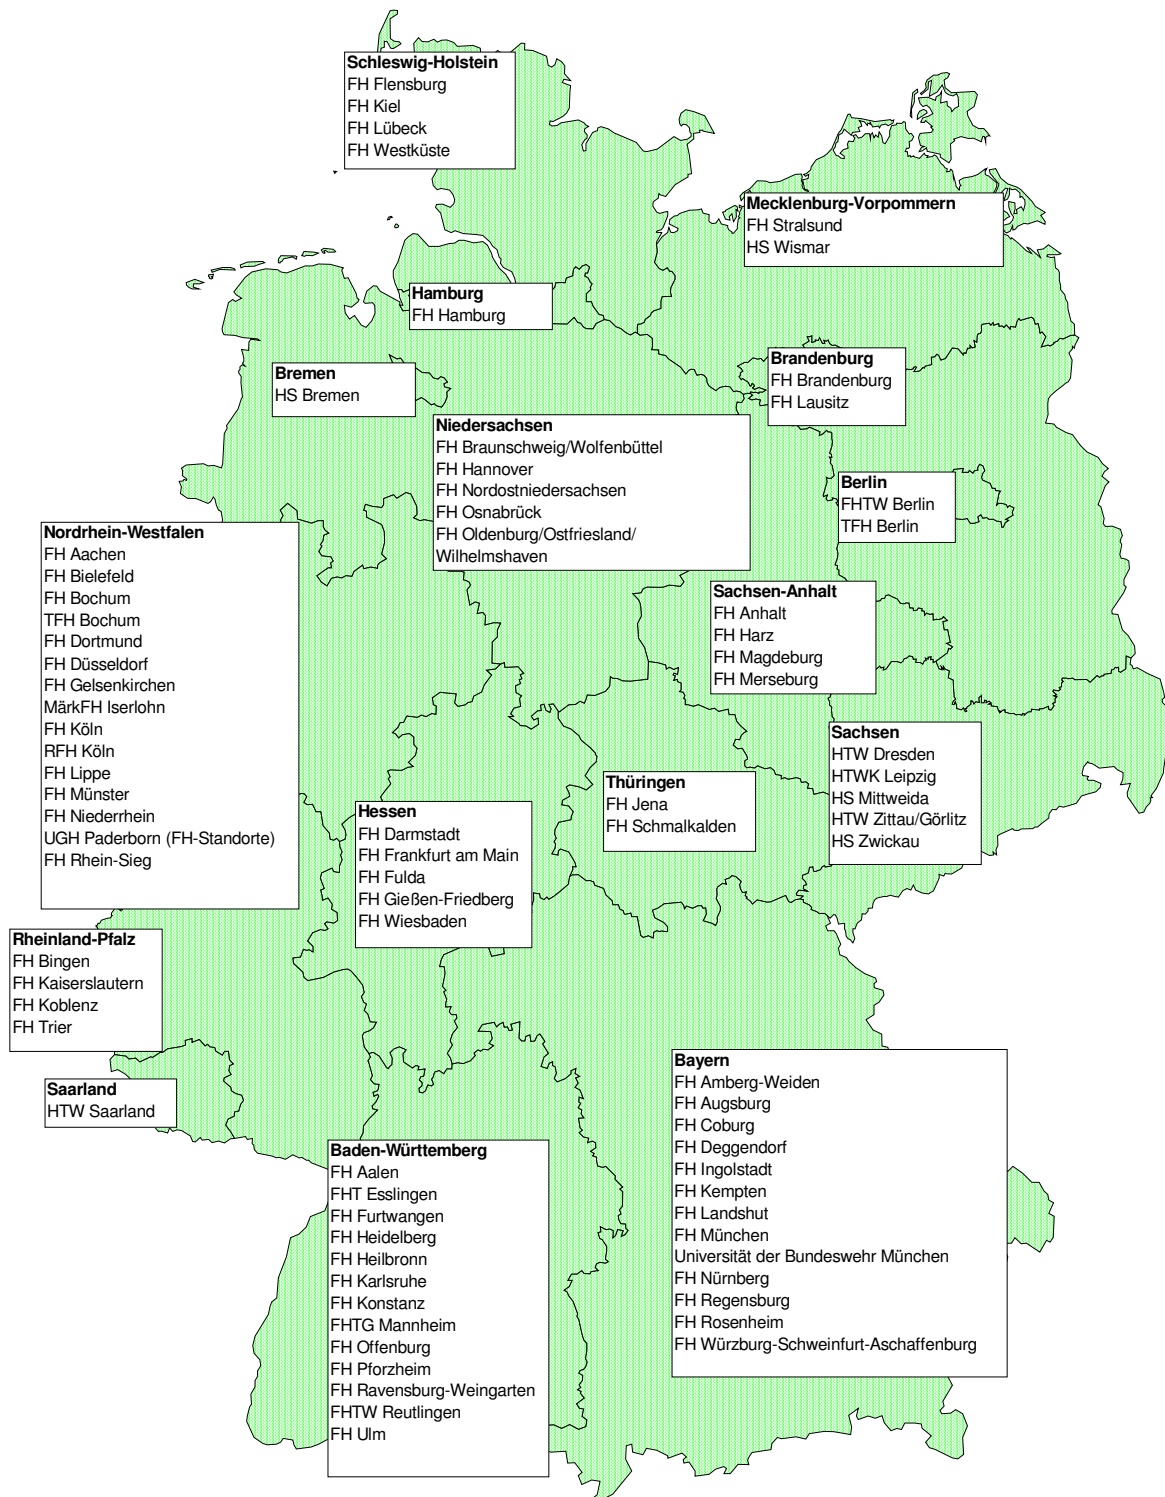 Schleswig-Holstein
FH Flensburg
FH Kiel
FH Lübeck
FH Westküste
Mecklenburg-Vorpommern
FH Stralsund
HS Wismar
Hamburg
FH Hamburg
Brandenburg
FH Brandenburg
FH Lausitz
Bremen
HS Bremen
Niedersachsen
FH Braunschweig/Wolfenbüttel
FH Hannover
FH Nordostniedersachsen
FH Osnabrück
FH Oldenburg/Ostfriesland/
Wilhelmshaven
Berlin
FHTW Berlin
TFH Berlin
Nordrhein-Westfalen
FH Aachen
FH Bielefeld
FH Bochum
TFH Bochum
FH Dortmund
FH Düsseldorf
FH Gelsenkirchen
MärkFH Iserlohn
FH Köln
RFH Köln
FH Lippe
FH Münster
FH Niederrhein
UGH Paderborn (FH-Standorte)
FH Rhein-Sieg
Sachsen-Anhalt
FH Anhalt
FH Harz
FH Magdeburg
FH Merseburg
Sachsen
HTW Dresden
HTWK Leipzig
HS Mittweida
HTW Zittau/Görlitz
HS Zwickau
Thüringen
FH Jena
FH Schmalkalden
Hessen
FH Darmstadt
FH Frankfurt am Main
FH Fulda
FH Gießen-Friedberg
FH Wiesbaden
Rheinland-Pfalz
FH Bingen
FH Kaiserslautern
FH Koblenz
FH Trier
Saarland
HTW Saarland
Bayern
FH Amberg-Weiden
FH Augsburg
FH Coburg
FH Deggendorf
FH Ingolstadt
FH Kempten
FH Landshut
FH München
Universität der Bundeswehr München
FH Nürnberg
FH Regensburg
FH Rosenheim
FH Würzburg-Schweinfurt-Aschaffenburg
Baden-Württemberg
FH Aalen
FHT Esslingen
FH Furtwangen
FH Heidelberg
FH Heilbronn
FH Karlsruhe
FH Konstanz
FHTG Mannheim
FH Offenburg
FH Pforzheim
FH Ravensburg-Weingarten
FHTW Reutlingen
FH Ulm